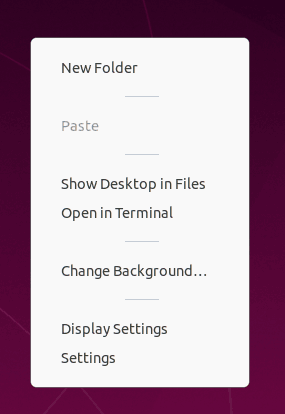 New Folder
Paste
Show Desktop in Files
Open in Terminal
Change Background…
Display Settings
Settings